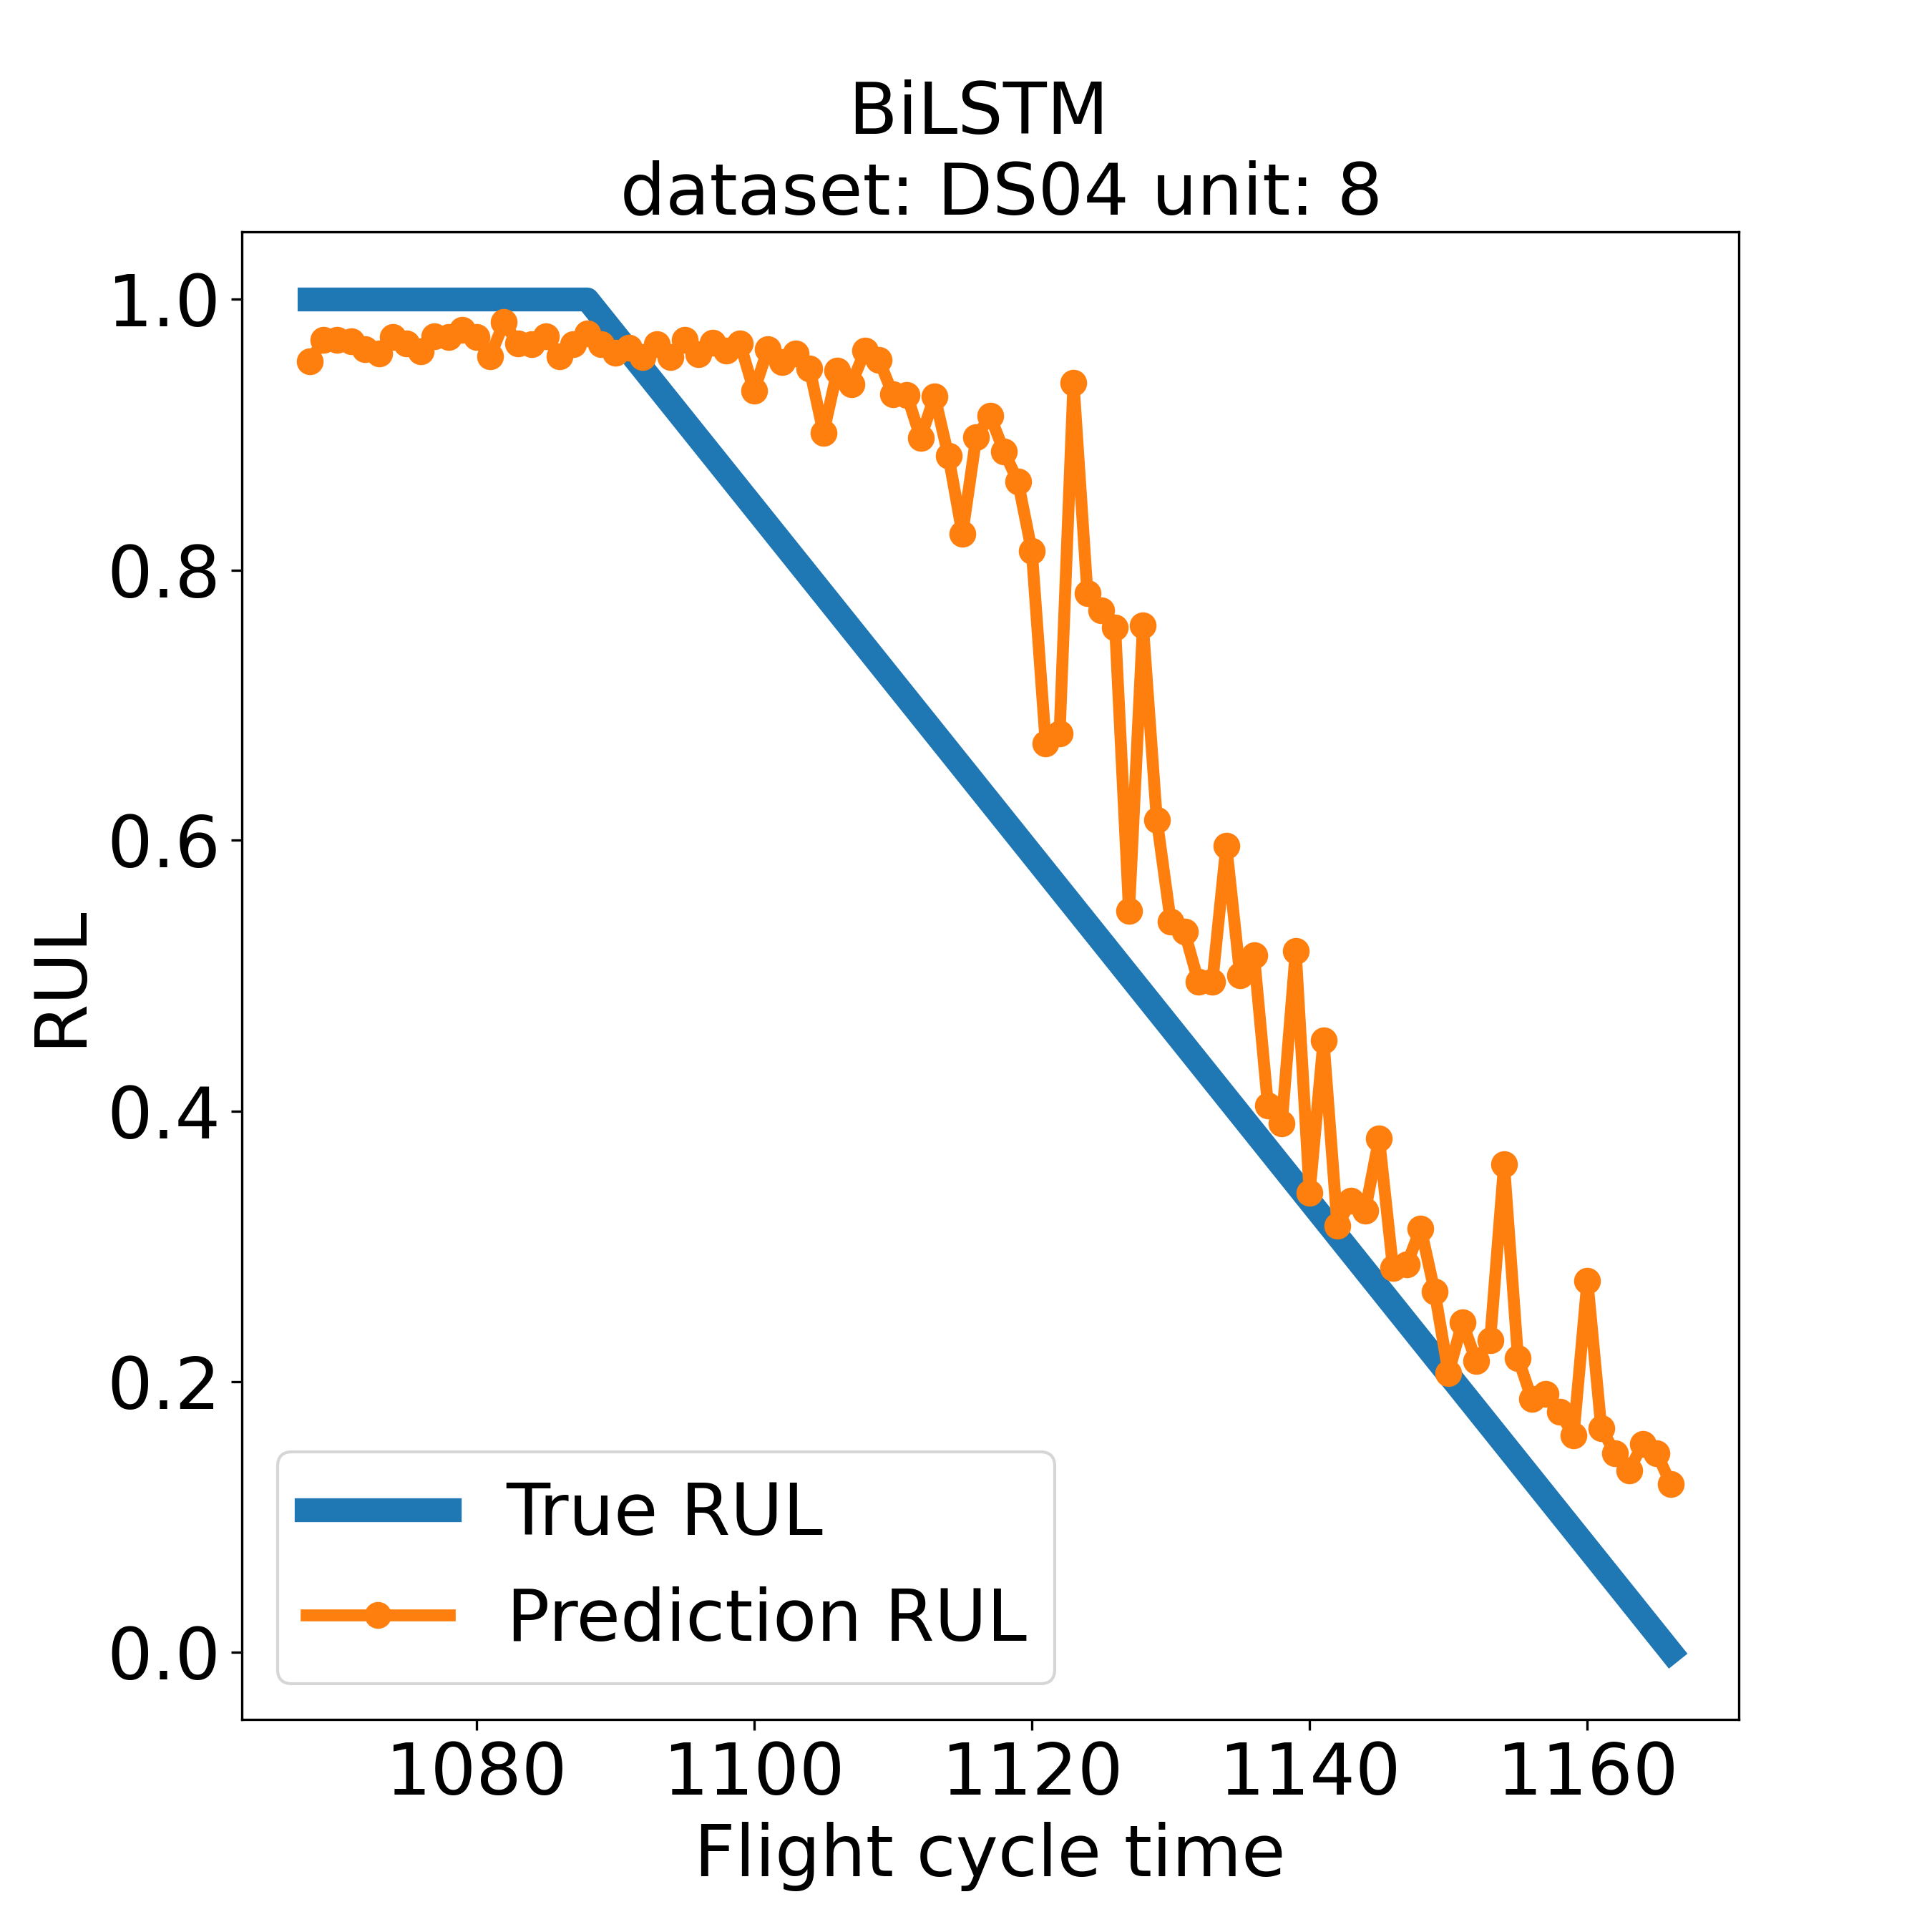 BiLSTM
dataset: DS04 unit: 8
1.0
0.8
0.6
0.4
0.2
0.0
RUL
True RUL
Prediction RUL
1080 1100 1120 1140 1160
Flight cycle time